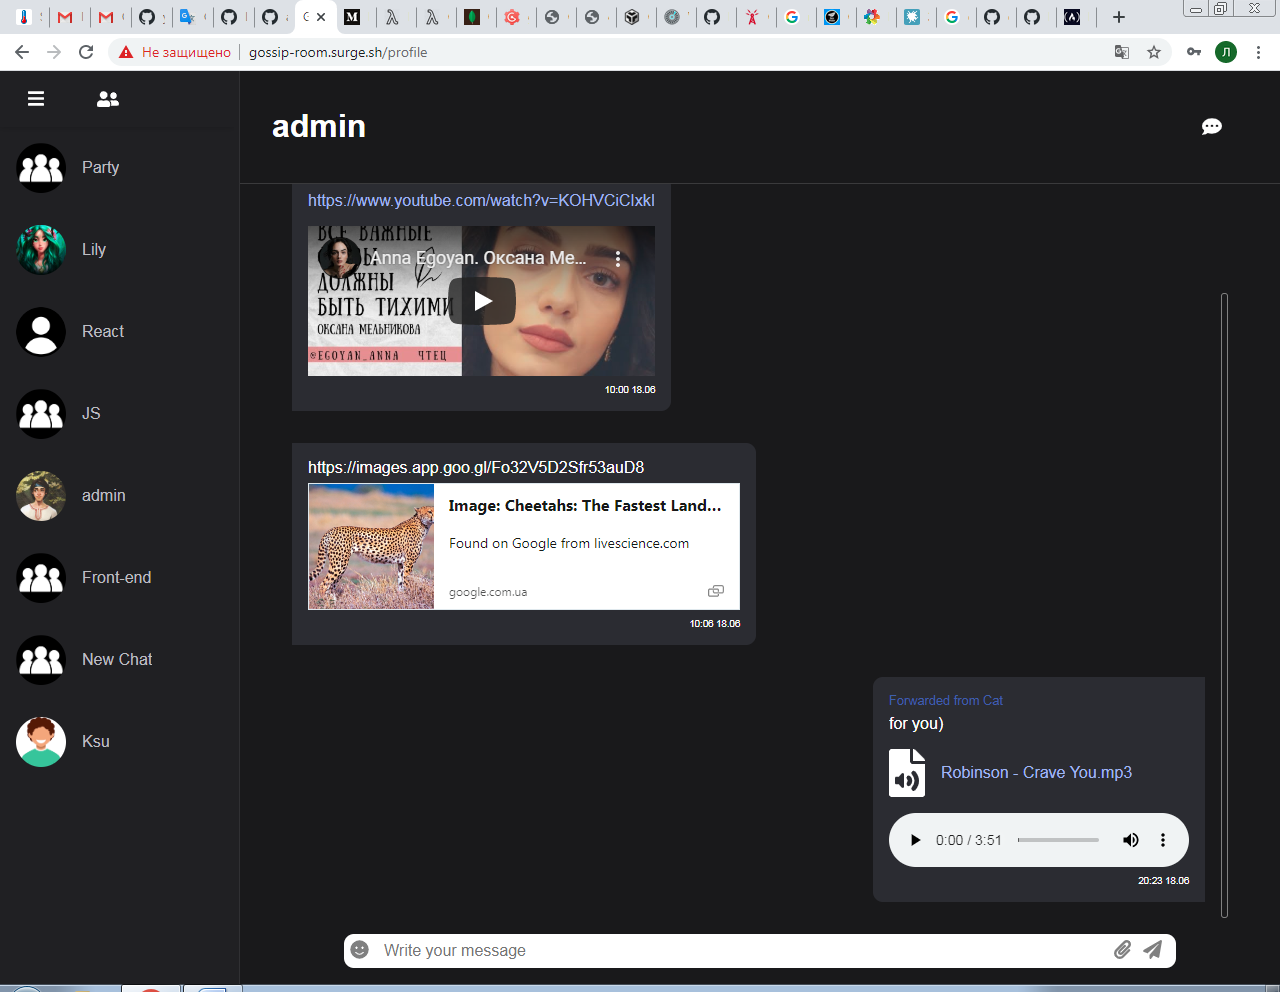 Не защищено
gossip-room.surge.sh/profile
Л
admin
Party
Lily
React
JS
admin
Front-end
New Chat
Ksu
https://www.youtube.com/watch?v=KOHVCiCIxkI
ВСЕ ВАЖНЫЕ
Anna Egoyan. Оксана Ме...
ДОЛЖНЫ
БЫТЬ ТИХИМИ
ОКСАНА МЕЛЬНИКОВА
@EGOYAN_ANNA ЧТЕЦ
10:00 18.06
https://images.app.goo.gl/Fo32V5D2Sfr53auD8
Image: Cheetahs: The Fastest Land...
Found on Google from livescience.com
google.com.ua
10:06 18.06
Forwarded from Cat
for you)
Robinson - Crave You.mp3
0:00 / 3:51
20:23 18.06
Write your message